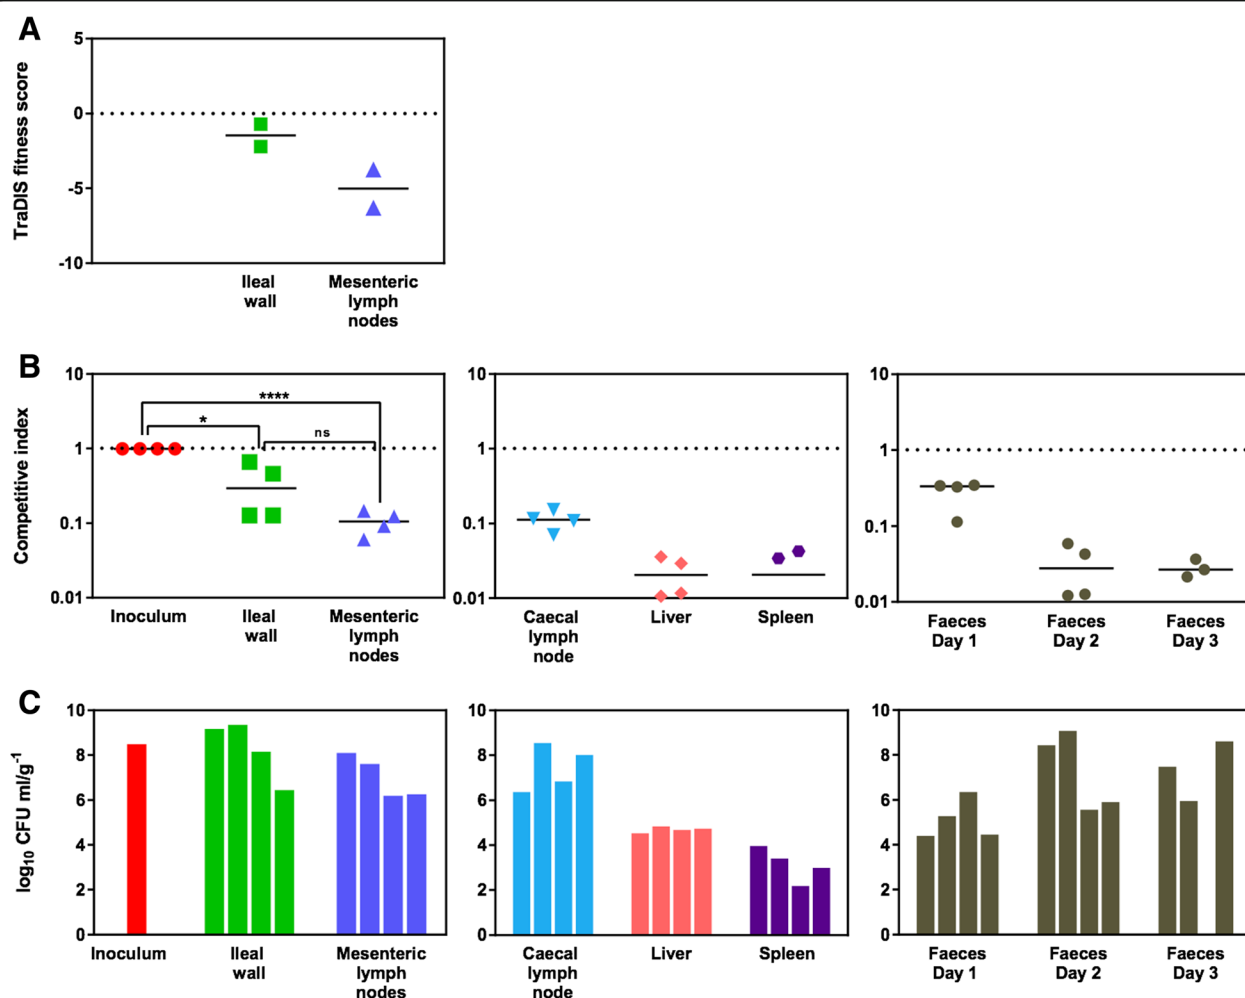 A
TraDIS fitness score
5
0
-5
-10
Ileal
wall
Mesenteric
lymph
nodes
B
Competitive index
10
1
0.1
0.01
****
*
ns
Inoculum
Ileal
wall
Mesenteric
lymph
nodes
10
1
0.1
0.01
Caecal
lymph
node
Liver
Spleen
10
1
0.1
0.01
Faeces
Day 1
Faeces
Day 2
Faeces
Day 3
C
log₁₀ CFU ml/g⁻¹
10
8
6
4
2
0
Inoculum
Ileal
wall
Mesenteric
lymph
nodes
10
8
6
4
2
0
Caecal
lymph
node
Liver
Spleen
10
8
6
4
2
0
Faeces
Day 1
Faeces
Day 2
Faeces
Day 3